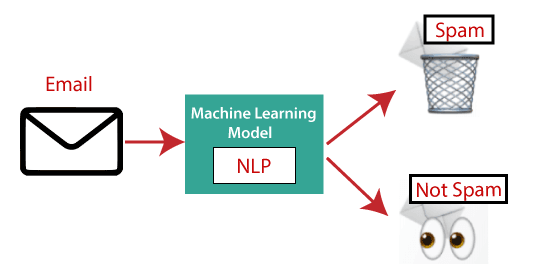 Email
Machine Learning
Model
NLP
Spam
Not Spam